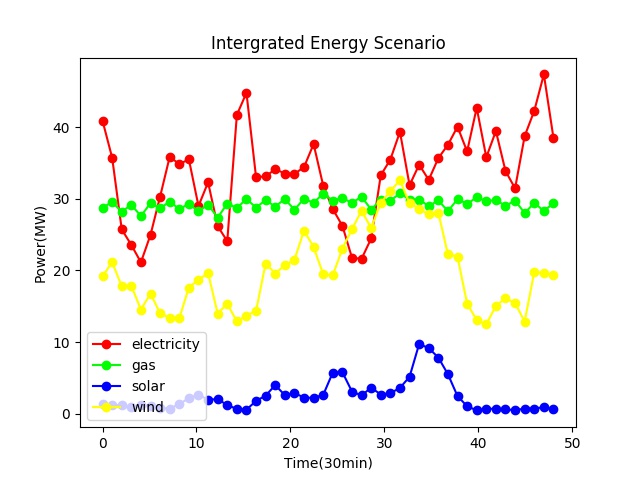 Intergrated Energy Scenario
Power(MW)
40
30
20
10
0
electricity
gas
solar
wind
0 10 20 30 40 50
Time(30min)